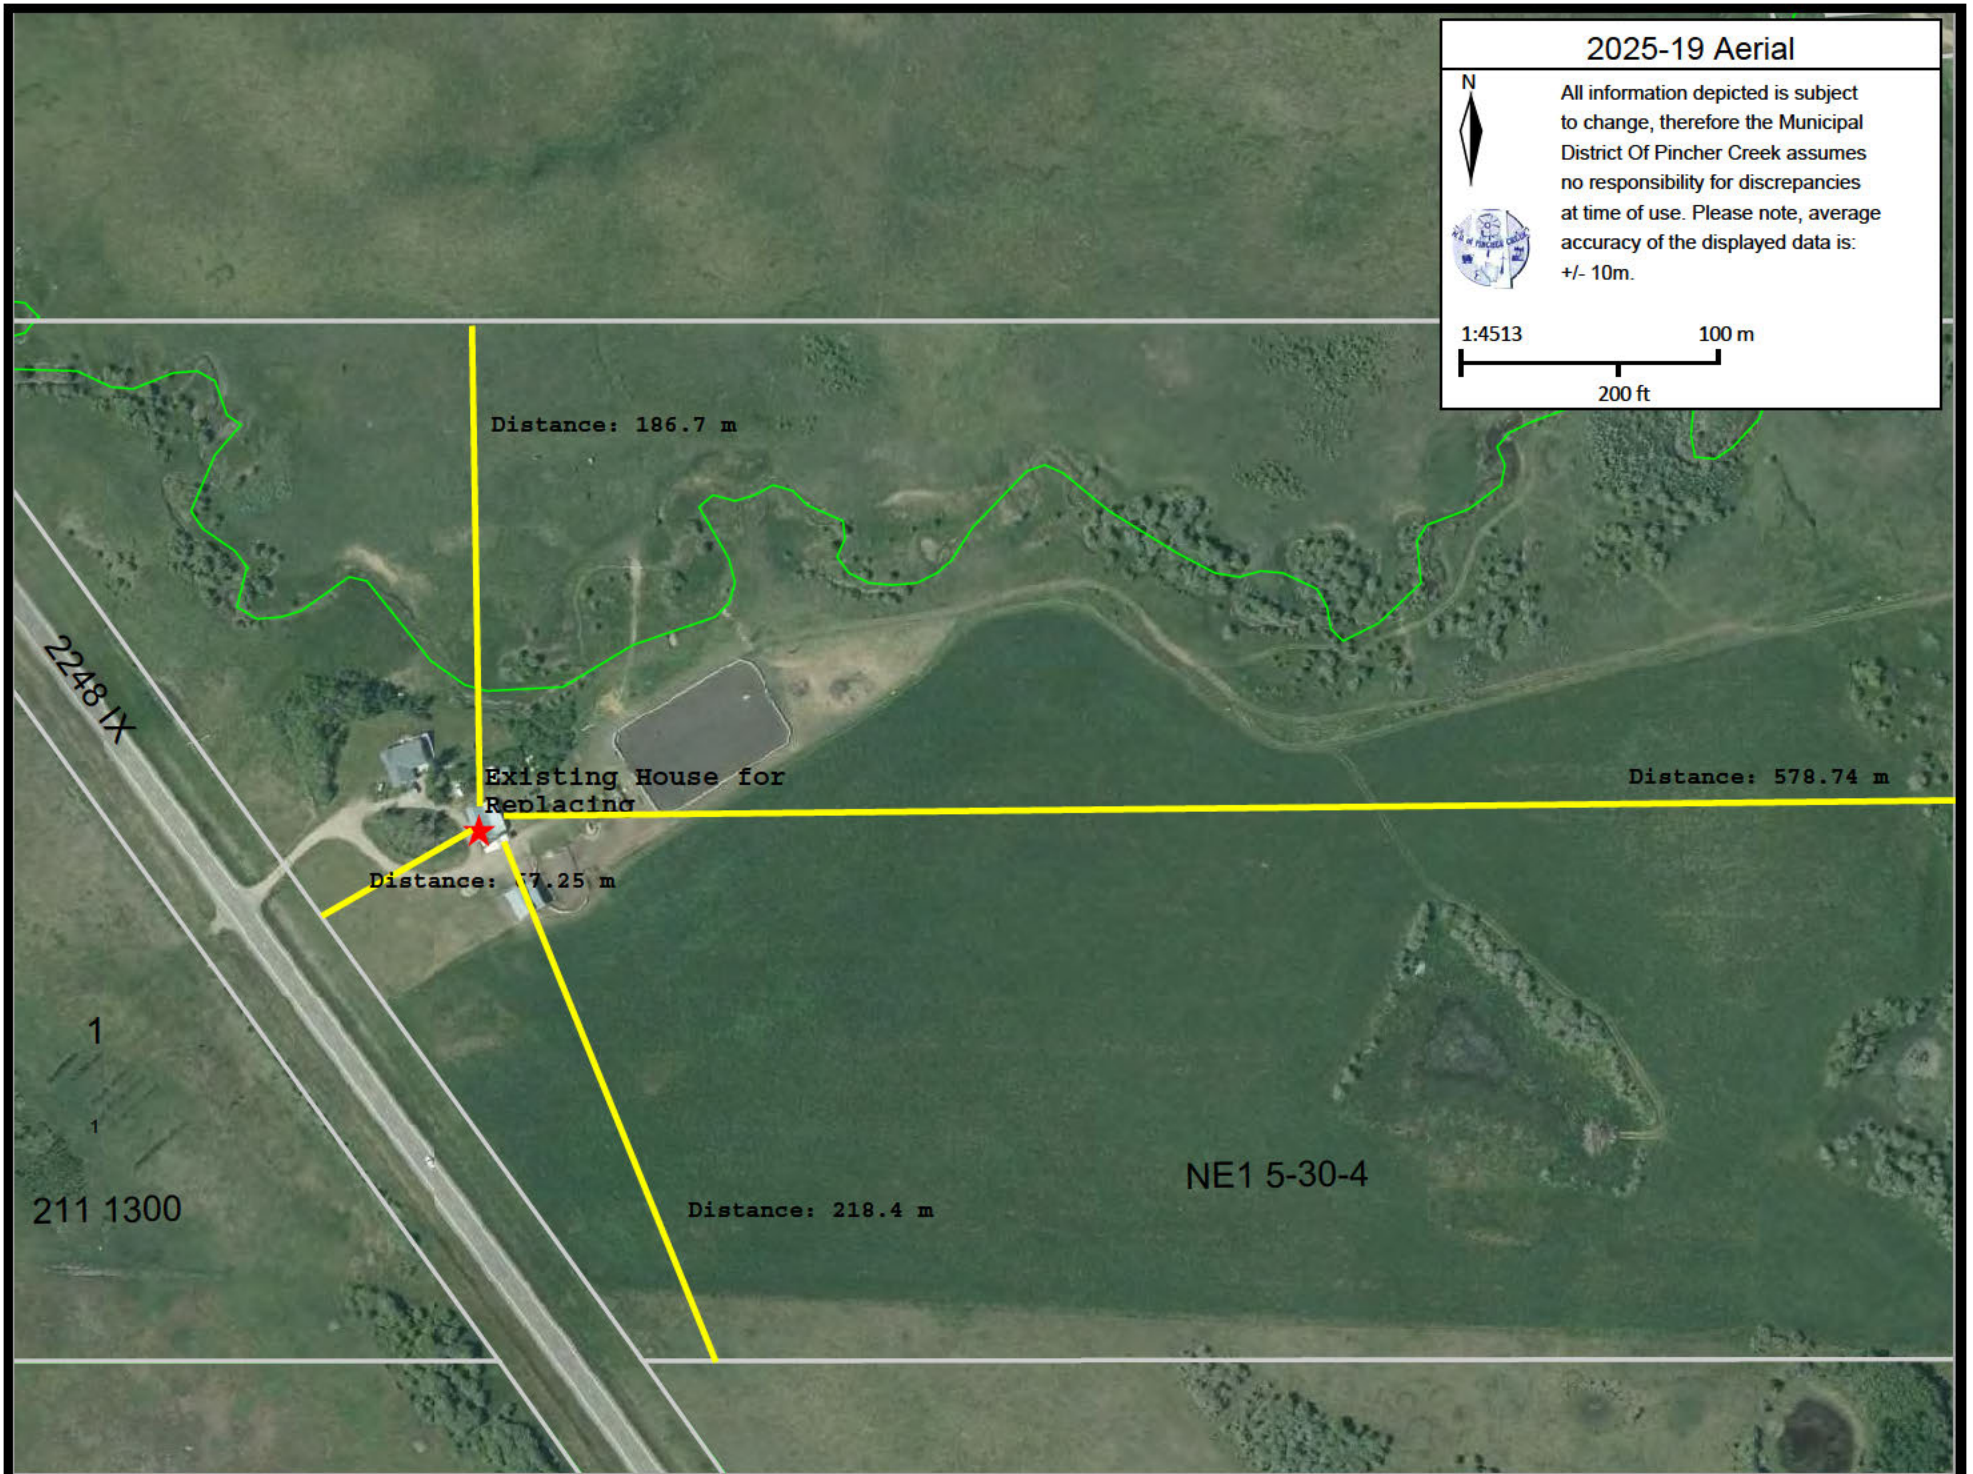 2025-19 Aerial
N
All information depicted is subject
to change, therefore the Municipal
District Of Pincher Creek assumes
no responsibility for discrepancies
at time of use. Please note, average
accuracy of the displayed data is:
+/- 10m.
1:4513 100 m
200 ft
Distance: 186.7 m
2248 IX
Existing House for
Replacing
Distance: 578.74 m
Distance: 57.25 m
1
1
211 1300
NE1 5-30-4
Distance: 218.4 m